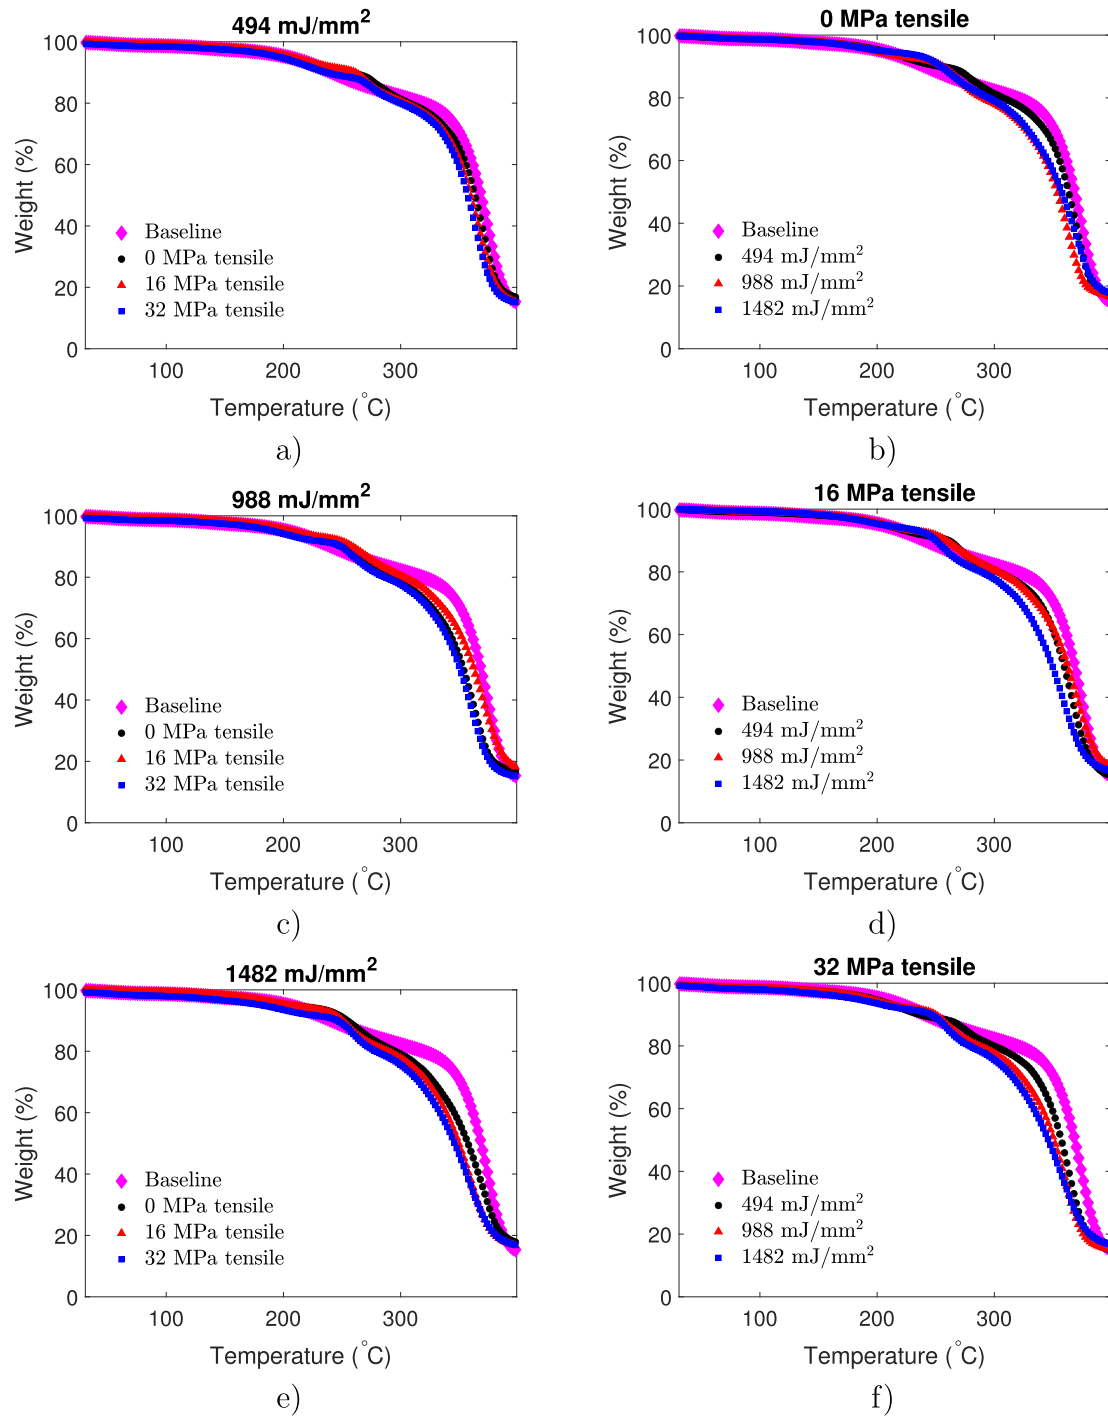 494 mJ/mm²
100
80
60
40
20
0
Weight (%)
Baseline
0 MPa tensile
16 MPa tensile
32 MPa tensile
100 200 300
Temperature (°C)
a)
0 MPa tensile
100
80
60
40
20
0
Weight (%)
Baseline
494 mJ/mm²
988 mJ/mm²
1482 mJ/mm²
100 200 300
Temperature (°C)
b)
988 mJ/mm²
100
80
60
40
20
0
Weight (%)
Baseline
0 MPa tensile
16 MPa tensile
32 MPa tensile
100 200 300
Temperature (°C)
c)
16 MPa tensile
100
80
60
40
20
0
Weight (%)
Baseline
494 mJ/mm²
988 mJ/mm²
1482 mJ/mm²
100 200 300
Temperature (°C)
d)
1482 mJ/mm²
100
80
60
40
20
0
Weight (%)
Baseline
0 MPa tensile
16 MPa tensile
32 MPa tensile
100 200 300
Temperature (°C)
e)
32 MPa tensile
100
80
60
40
20
0
Weight (%)
Baseline
494 mJ/mm²
988 mJ/mm²
1482 mJ/mm²
100 200 300
Temperature (°C)
f)